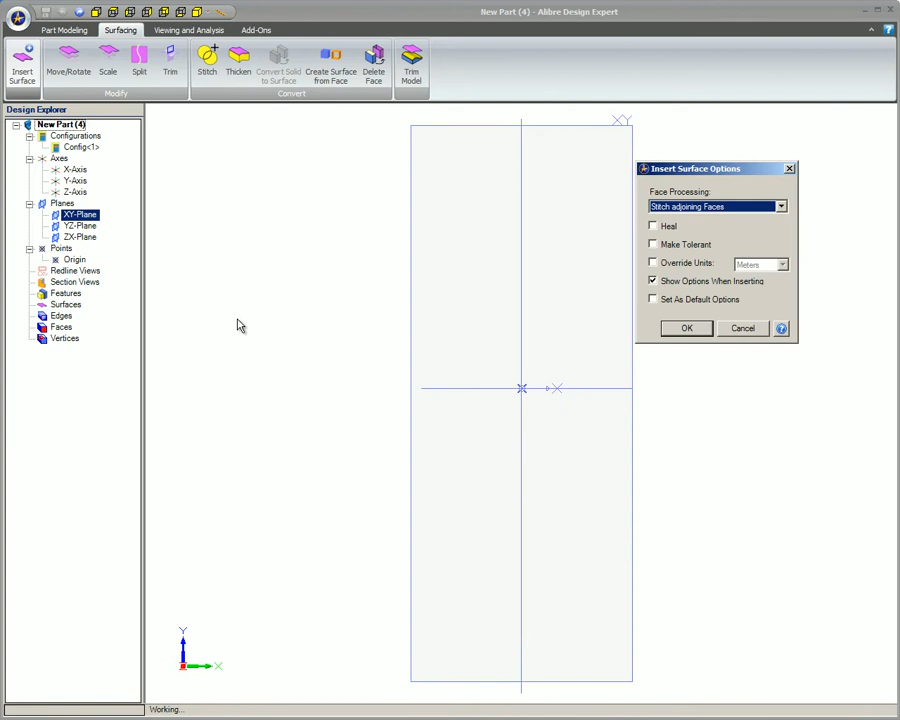 New Part (4) - Alibre Design Expert
Part Modeling
Surfacing
Viewing and Analysis
Add-Ons
Insert
Surface
Move/Rotate
Scale
Split
Trim
Stitch
Thicken
Convert Solid
to Surface
Create Surface
from Face
Delete
Face
Trim
Model
Modify
Convert
Design Explorer
New Part (4)
Configurations
Config<1>
Axes
X-Axis
Y-Axis
Z-Axis
Planes
XY-Plane
YZ-Plane
ZX-Plane
Points
Origin
Redline Views
Section Views
Features
Surfaces
Edges
Faces
Vertices
XY
X
Y
X
Insert Surface Options
Face Processing:
Stitch adjoining Faces
Heal
Make Tolerant
Override Units:
Meters
Show Options When Inserting
Set As Default Options
OK
Cancel
Working...